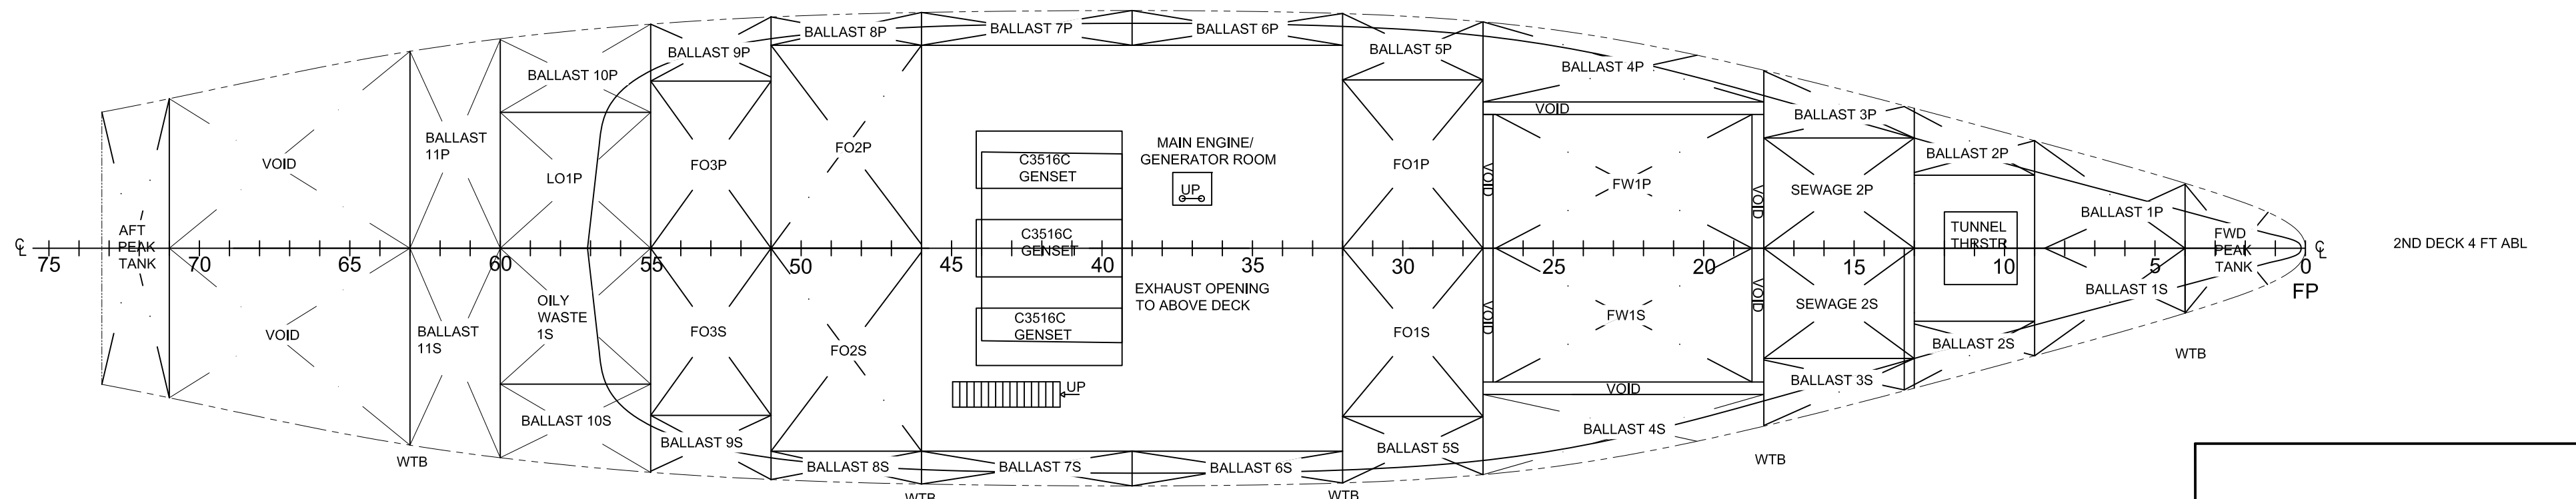 BALLAST 8P
BALLAST 7P
BALLAST 6P
BALLAST 9P
BALLAST 5P
BALLAST 10P
BALLAST 4P
VOID
BALLAST 3P
BALLAST
11P
FO2P
MAIN ENGINE/
GENERATOR ROOM
BALLAST 2P
VOID
LO1P
FO3P
C3516C
GENSET
UP
FO1P
VOID
FW1P
VOID
SEWAGE 2P
BALLAST 1P
AFT
PEAK
TANK
C3516C
GENSET
TUNNEL
THRSTR
FWD
PEAK
TANK
2ND DECK 4 FT ABL
CL
75
70
65
60
55
50
45
40
35
30
25
20
15
10
5
0
CL
FP
EXHAUST OPENING
TO ABOVE DECK
VOID
BALLAST
11S
OILY
WASTE
1S
FO3S
FO2S
C3516C
GENSET
FO1S
VOID
FW1S
VOID
SEWAGE 2S
BALLAST 1S
BALLAST 2S
WTB
UP
VOID
BALLAST 3S
BALLAST 10S
BALLAST 9S
BALLAST 5S
BALLAST 4S
WTB
BALLAST 8S
BALLAST 7S
BALLAST 6S
WTB
WTB
WTB